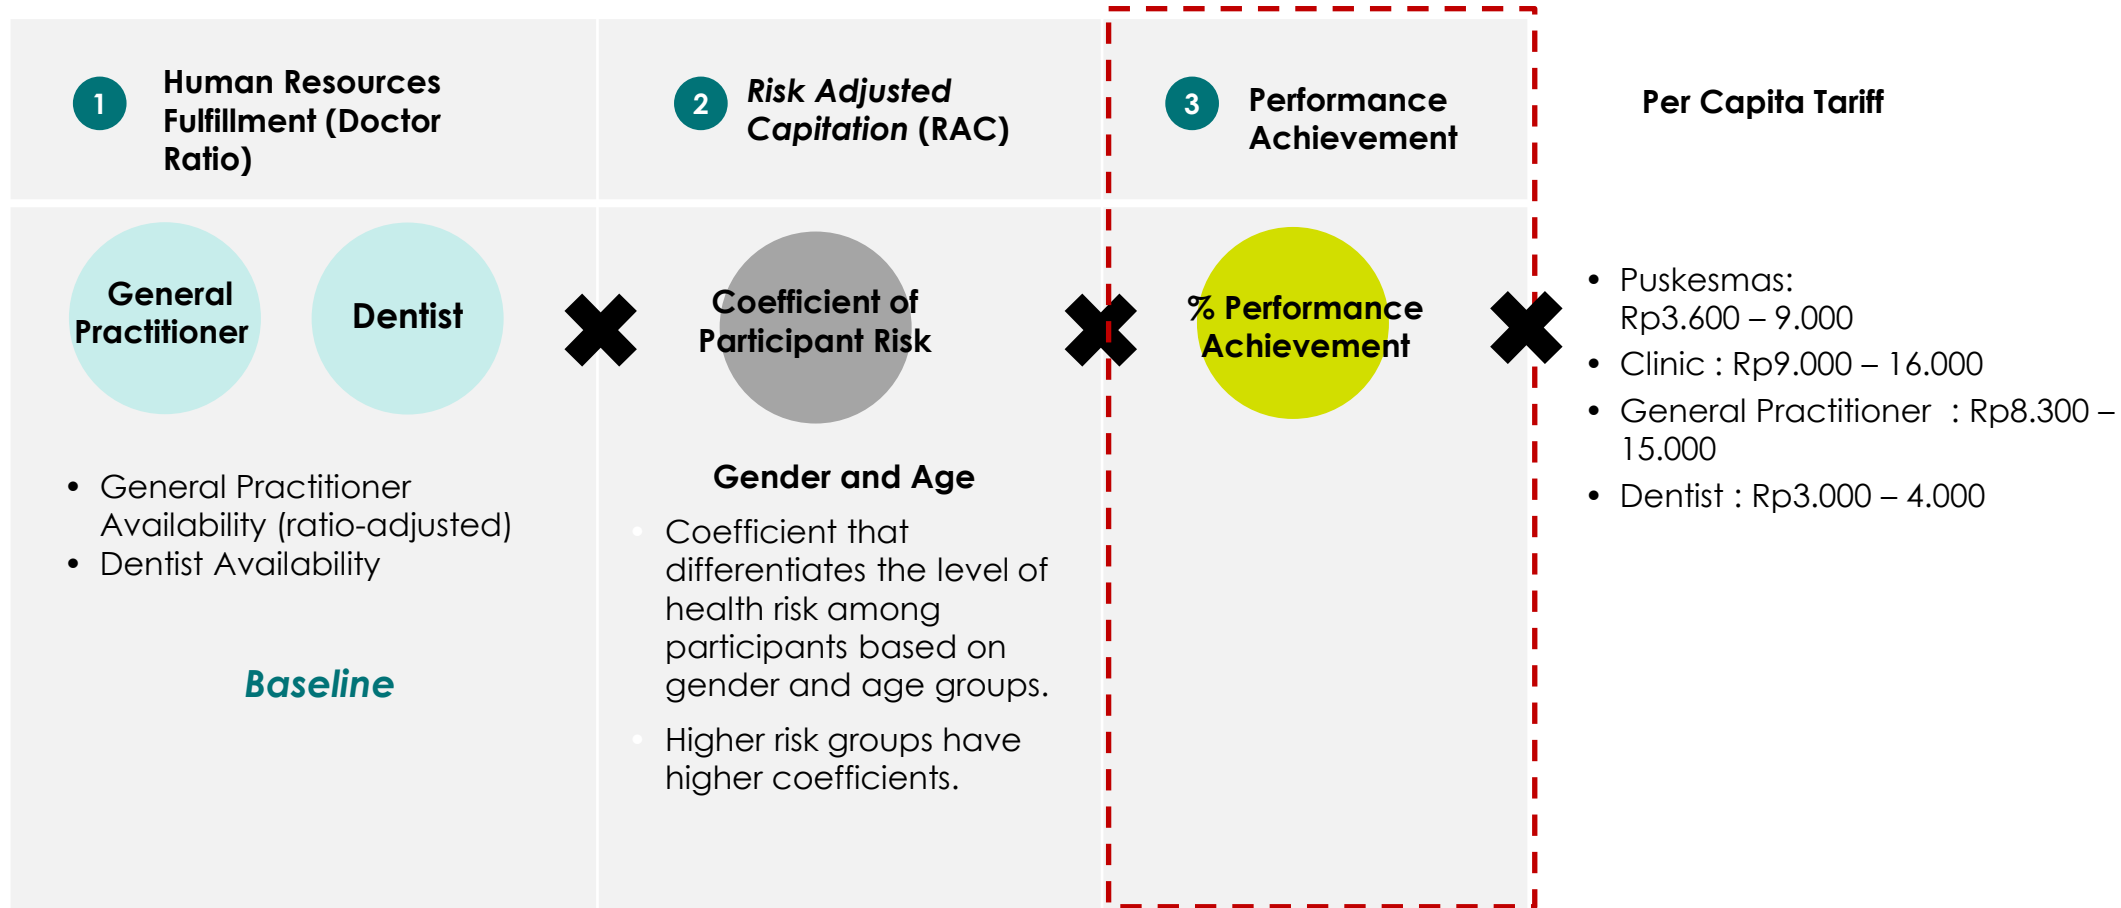 1
Human Resources
Fulfillment (Doctor
Ratio)
2
Risk Adjusted
Capitation (RAC)
3
Performance
Achievement
Per Capita Tariff
General
Practitioner
Dentist
Coefficient of
Participant Risk
% Performance
Achievement
• General Practitioner
Availability (ratio-adjusted)
• Dentist Availability
Baseline
Gender and Age
• Coefficient that
differentiates the level of
health risk among
participants based on
gender and age groups.
• Higher risk groups have
higher coefficients.
• Puskesmas:
Rp3.600 – 9.000
• Clinic : Rp9.000 – 16.000
• General Practitioner : Rp8.300 –
15.000
• Dentist : Rp3.000 – 4.000